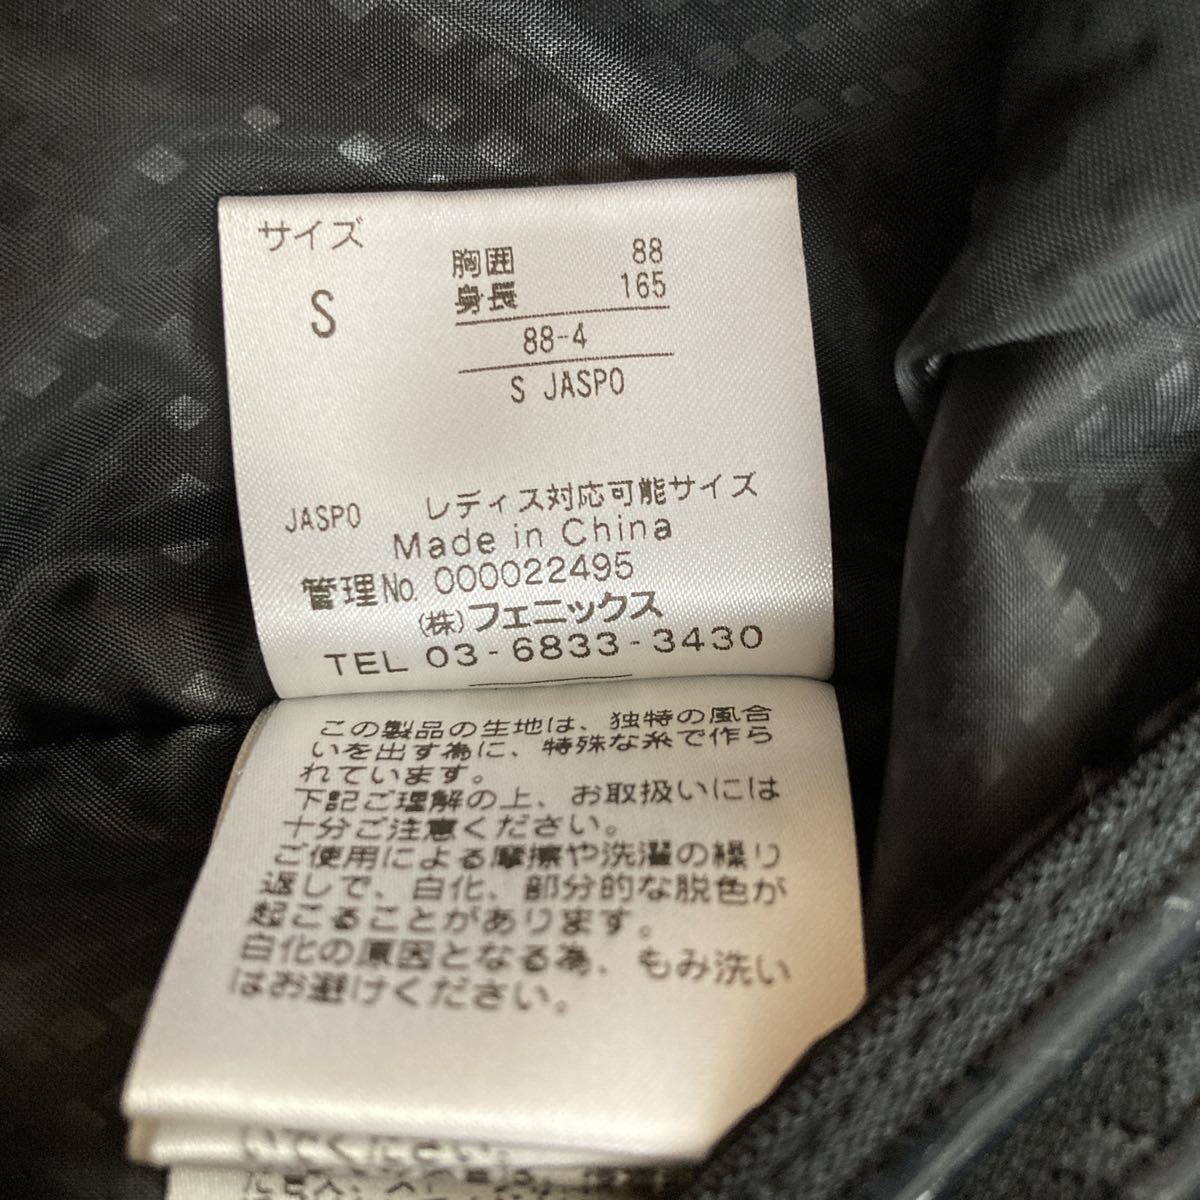 サイズ
S
胸囲 88
身長 165
88-4
S JASPO
JASPO レディス対応可能サイズ
Made in China
管理No. 000022495
(株)フェニックス
TEL 03-6833-3430
この製品の生地は、独特の風合
いを出す為に、特殊な糸で作ら
れています。
下記ご理解の上、お取扱いには
十分ご注意ください。
ご使用による摩擦や洗濯の繰り
返しで、白化、部分的な脱色が
起こることがあります。
白化の原因となる為、もみ洗い
はお避けください。
いでください。